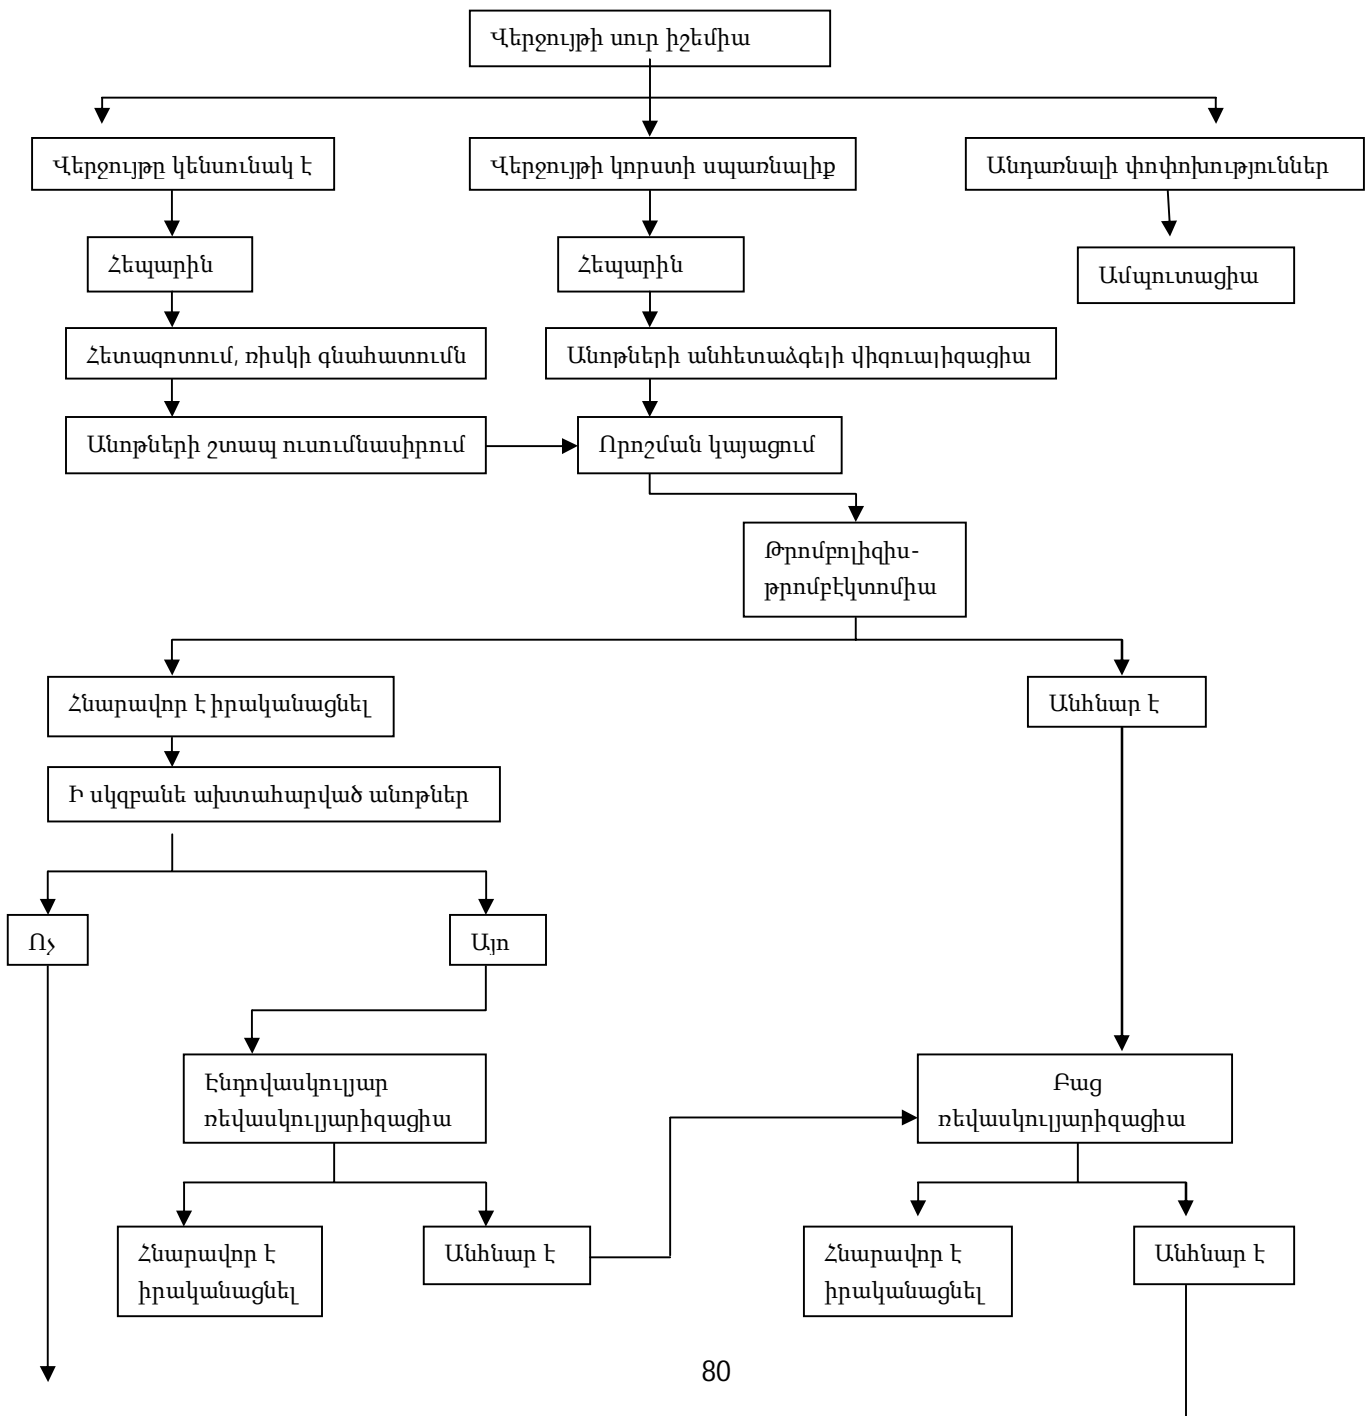 Վերջույթի սուր իշեմիա
Վերջույթը կենսունակ է
Վերջույթի կորստի սպառնալիք
Անդառնալի փոփոխություններ
Հեպարին
Հեպարին
Ամպուտացիա
Հետազոտում, ռիսկի գնահատումն
Անոթների անհետաձգելի վիզուալիզացիա
Անոթների շտապ ուսումնասիրում
Որոշման կայացում
Թրոմբոլիզիս-
թրոմբէկտոմիա
Հնարավոր է իրականացնել
Անհնար է
Ի սկզբանե ախտահարված անոթներ
Ոչ
Այո
Էնդովասկուլյար
ռեվասկուլյարիզացիա
Բաց
ռեվասկուլյարիզացիա
Հնարավոր է
իրականացնել
Անհնար է
Հնարավոր է
իրականացնել
Անհնար է
80